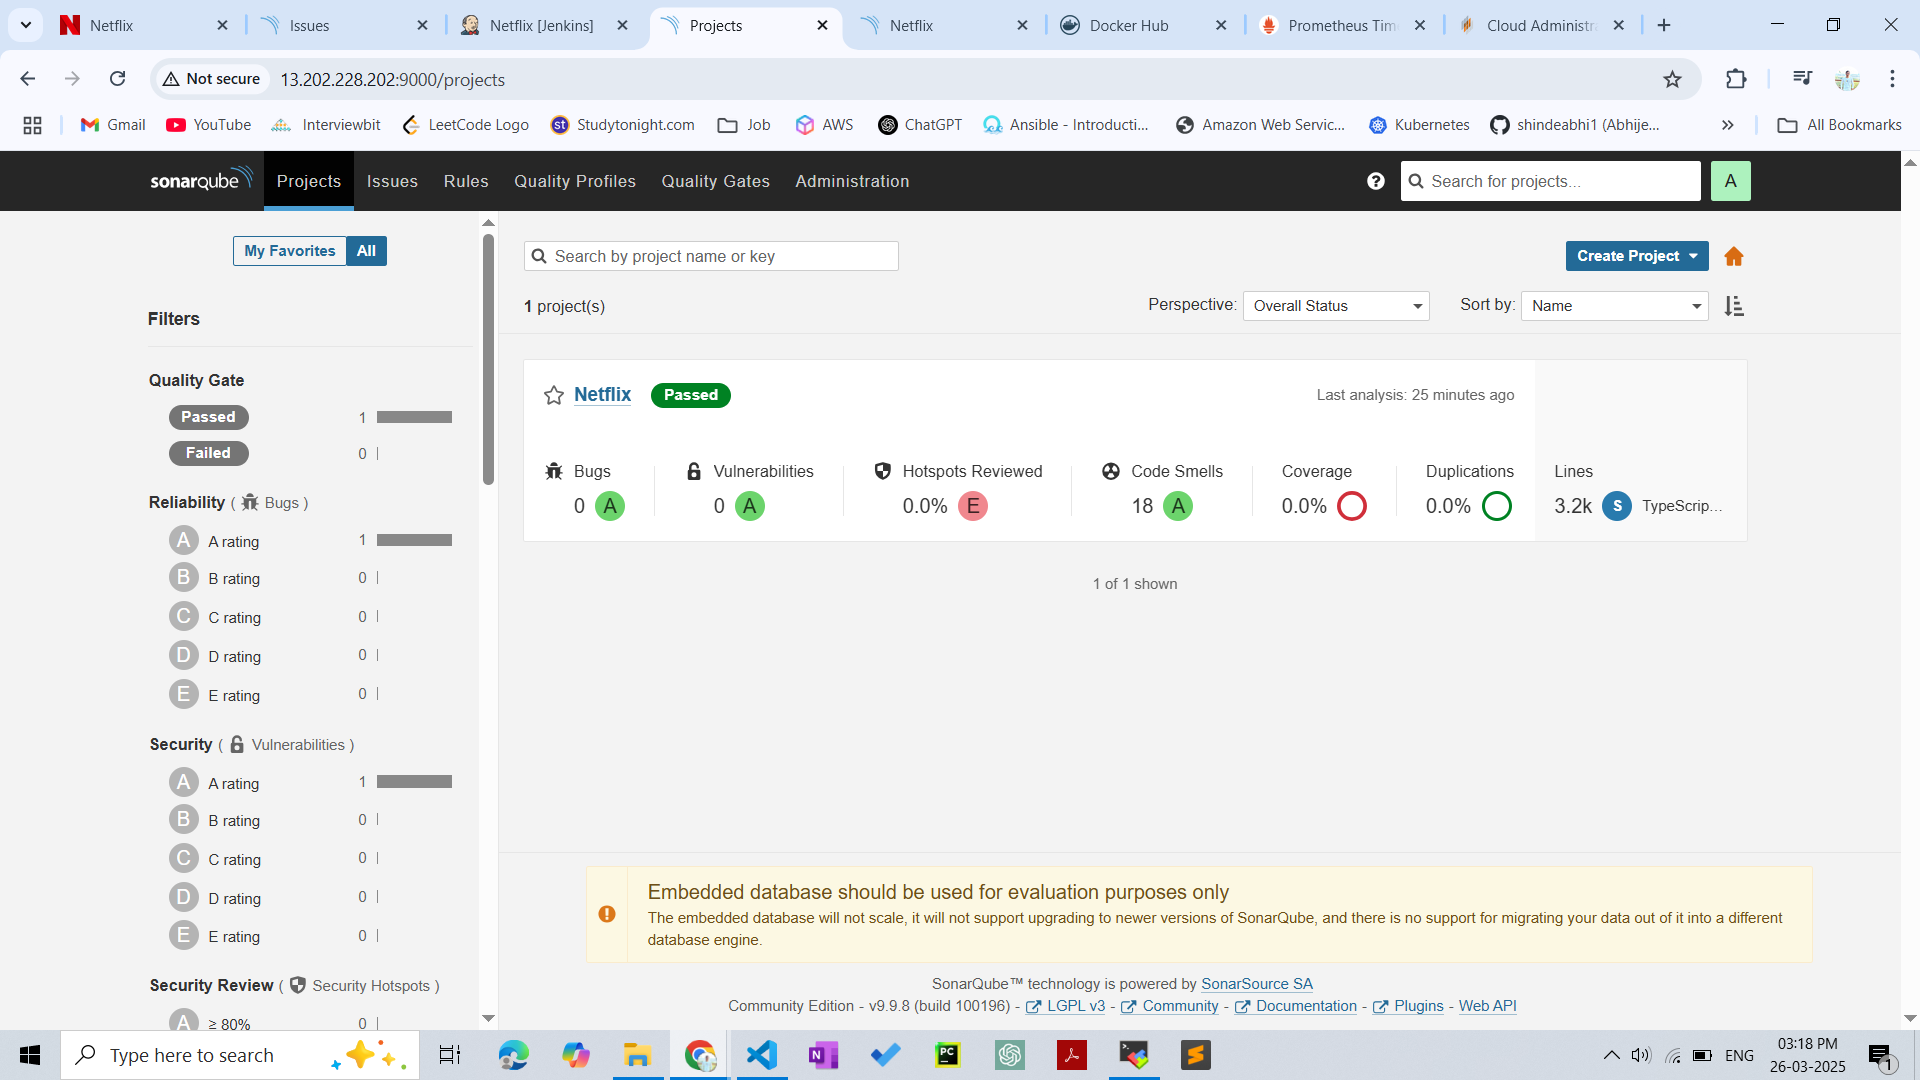 Netflix
Issues
Netflix [Jenkins]
Projects
Netflix
Docker Hub
Prometheus Tim
Cloud Administra
Not secure
13.202.228.202:9000/projects
Gmail
YouTube
Interviewbit
LeetCode Logo
st
Studytonight.com
Job
AWS
ChatGPT
Ansible - Introducti...
Amazon Web Servic...
Kubernetes
shindeabhi1 (Abhije...
All Bookmarks
sonarqube
Projects
Issues
Rules
Quality Profiles
Quality Gates
Administration
Search for projects...
A
My Favorites
All
Search by project name or key
Create Project
1 project(s)
Perspective:
Overall Status
Sort by:
Name
Filters
Quality Gate
Passed 1
Failed 0
Reliability ( Bugs )
A A rating 1
B B rating 0
C C rating 0
D D rating 0
E E rating 0
Security ( Vulnerabilities )
A A rating 1
B B rating 0
C C rating 0
D D rating 0
E E rating 0
Security Review ( Security Hotspots )
A ≥ 80% 0
Netflix
Passed
Last analysis: 25 minutes ago
Bugs
0 A
Vulnerabilities
0 A
Hotspots Reviewed
0.0% E
Code Smells
18 A
Coverage
0.0%
Duplications
0.0%
Lines
3.2k S TypeScrip...
1 of 1 shown
Embedded database should be used for evaluation purposes only
The embedded database will not scale, it will not support upgrading to newer versions of SonarQube, and there is no support for migrating your data out of it into a different
database engine.
SonarQube™ technology is powered by SonarSource SA
Community Edition - v9.9.8 (build 100196) - LGPL v3 - Community - Documentation - Plugins - Web API
Type here to search
N
PC
S
ENG
03:18 PM
26-03-2025
1